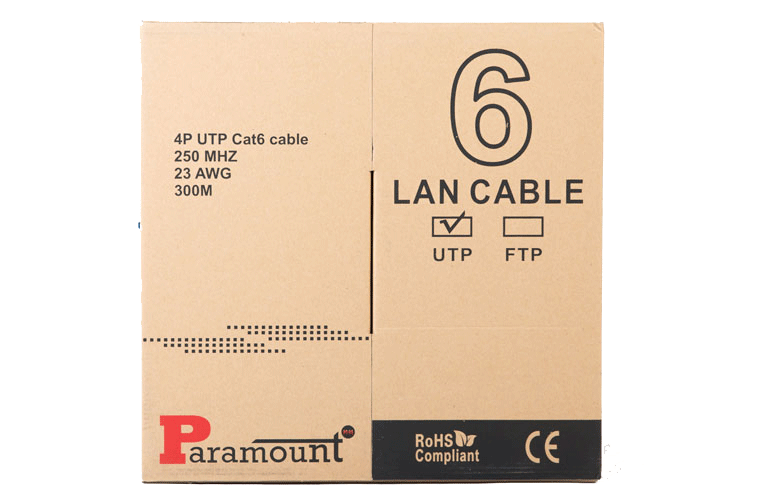 4P UTP Cat6 cable
250 MHZ
23 AWG
300M
Paramount
6
LAN CABLE
UTP FTP
RoHS
Compliant
CE